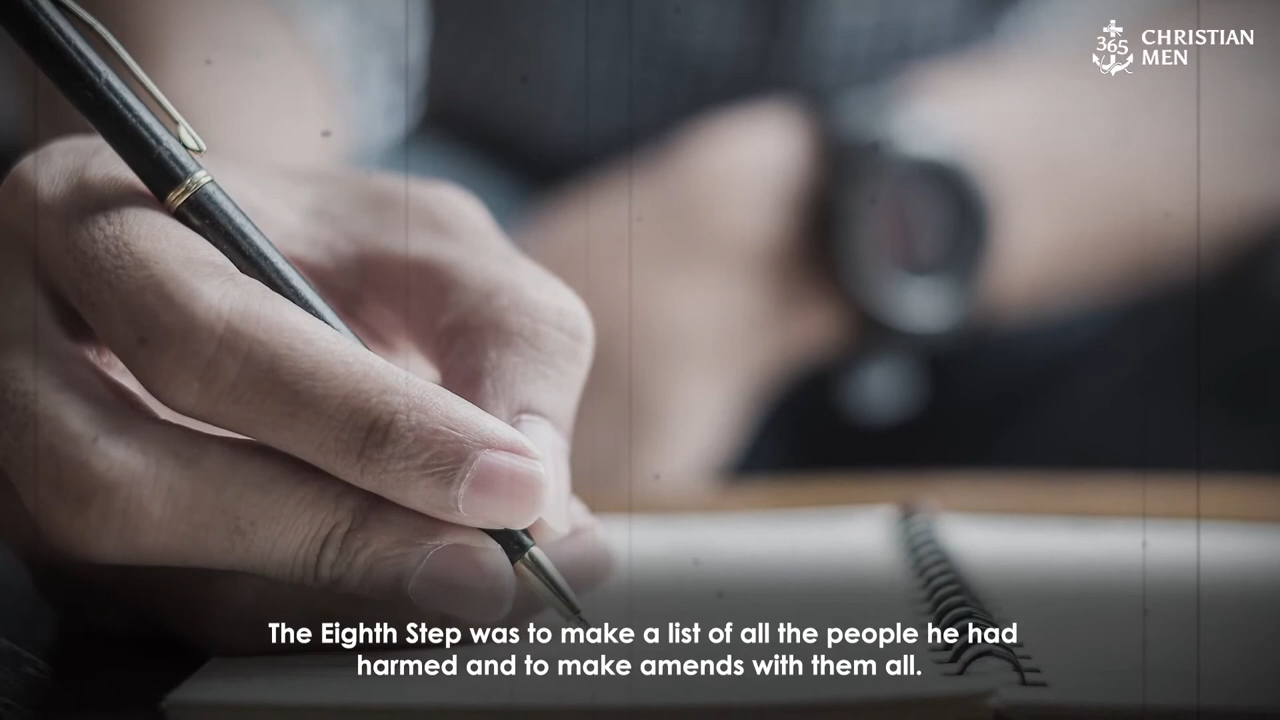 365
CHRISTIAN
MEN
The Eighth Step was to make a list of all the people he had
harmed and to make amends with them all.